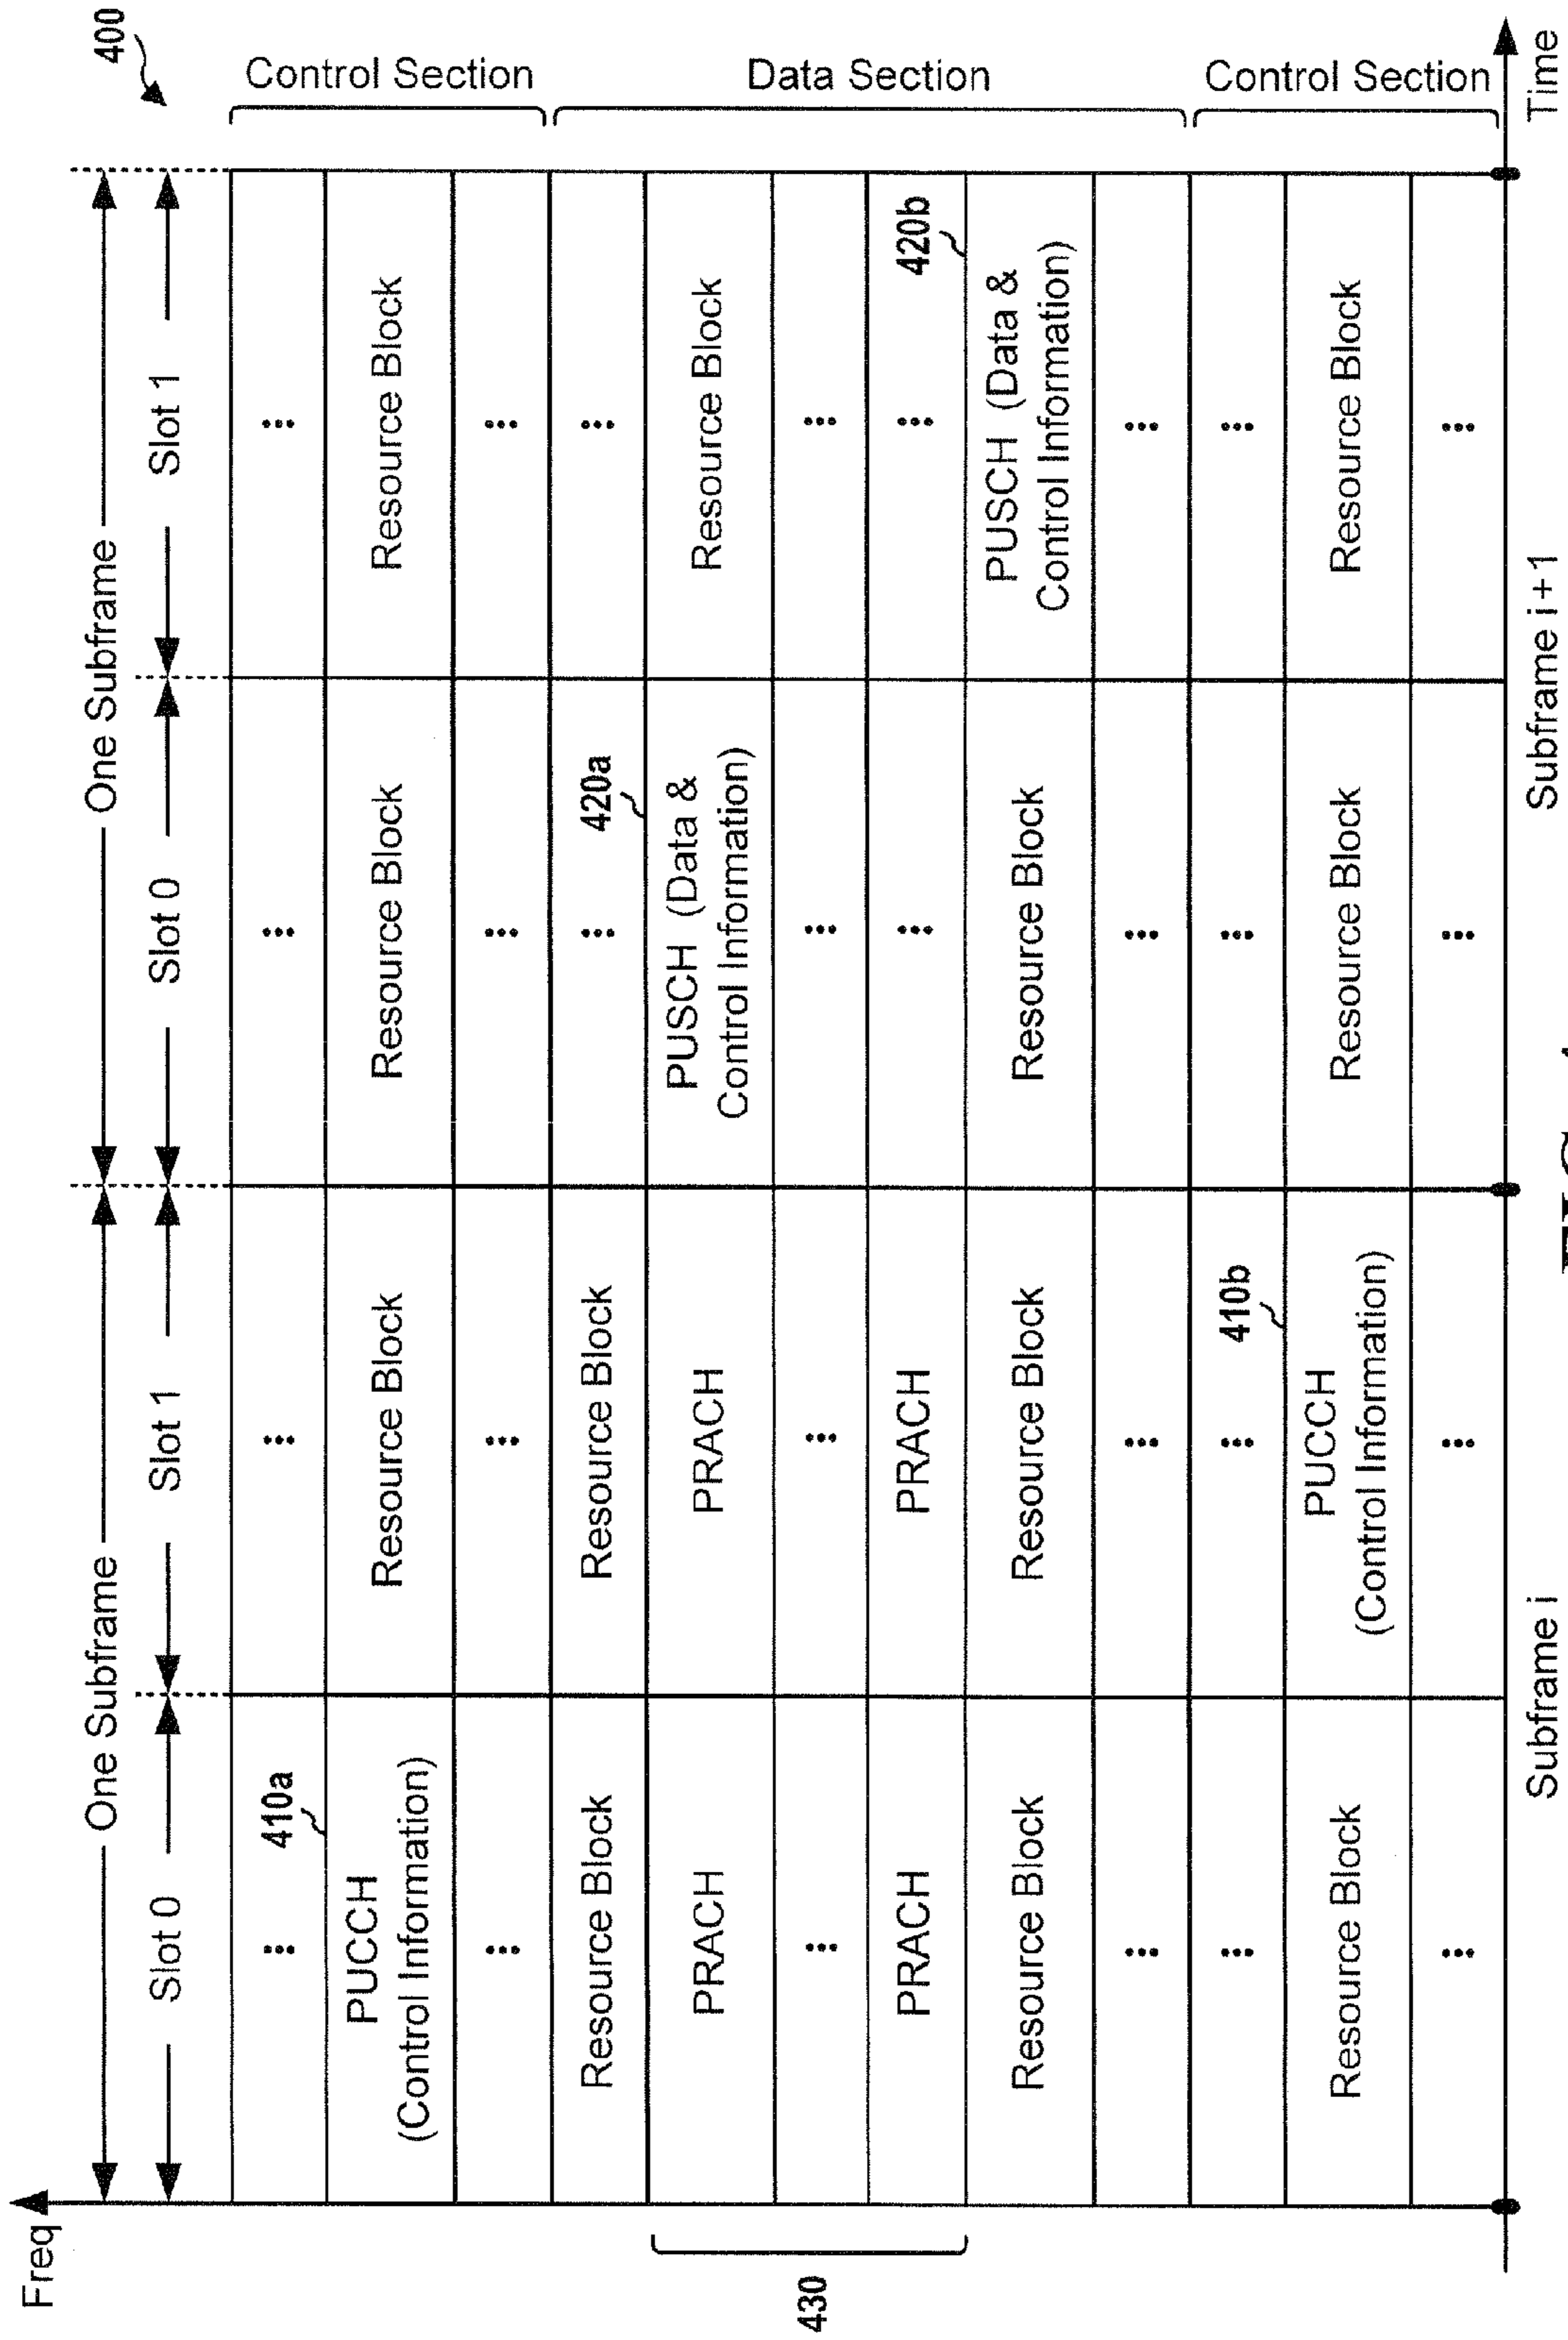 400
Freq
One Subframe
One Subframe
Slot 0
Slot 1
Slot 0
Slot 1
Control Section
410a
PUCCH
(Control Information)
Resource Block
Resource Block
Resource Block
Data Section
Resource Block
Resource Block
420a
430
PRACH
PRACH
PUSCH (Data &
Control Information)
Resource Block
PRACH
PRACH
420b
Resource Block
Resource Block
Resource Block
PUSCH (Data &
Control Information)
Control Section
410b
Resource Block
PUCCH
(Control Information)
Resource Block
Resource Block
Subframe i
Subframe i + 1
Time